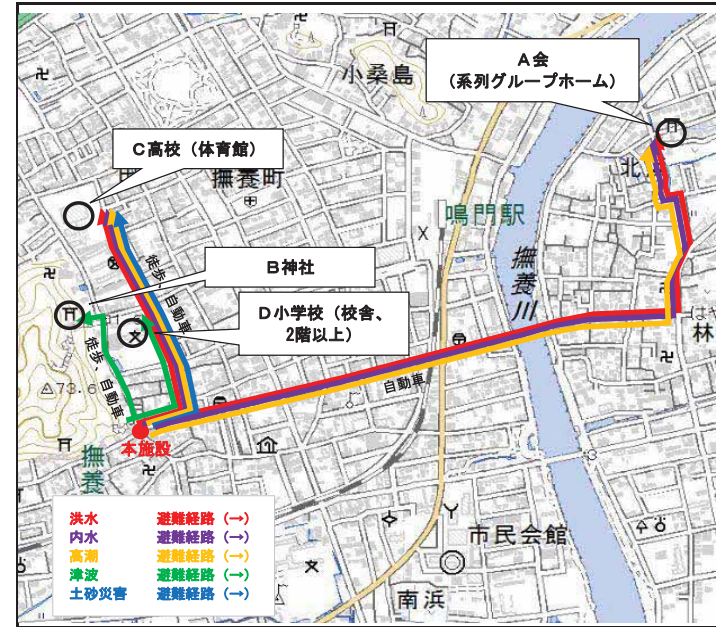 A会
（系列グループホーム）
小桑島
C高校（体育館）
撫養町
北
鳴門駅
B神社
撫養川
D小学校（校舎、
2階以上）
徒歩、自動車
徒歩、自動車
林
△73.6
自動車
本施設
撫養
洪水 避難経路（→）
内水 避難経路（→）
高潮 避難経路（→）
津波 避難経路（→）
土砂災害 避難経路（→）
市民会館
南浜